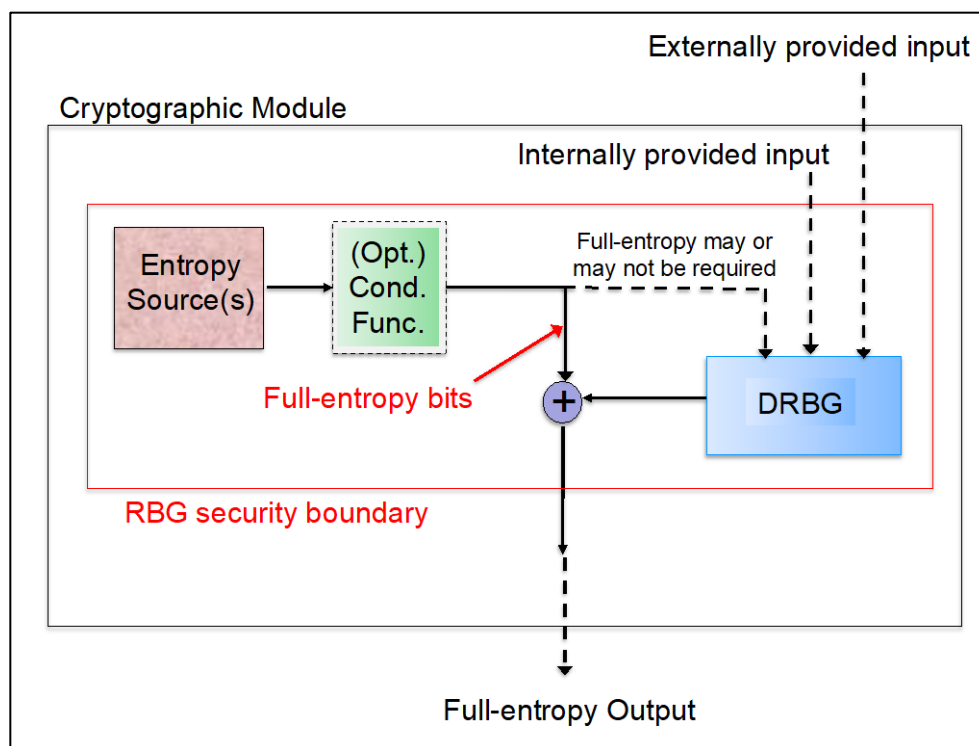 Externally provided input
Cryptographic Module
Internally provided input
Entropy
Source(s)
(Opt.)
Cond.
Func.
Full-entropy may or
may not be required
Full-entropy bits
+
DRBG
RBG security boundary
Full-entropy Output